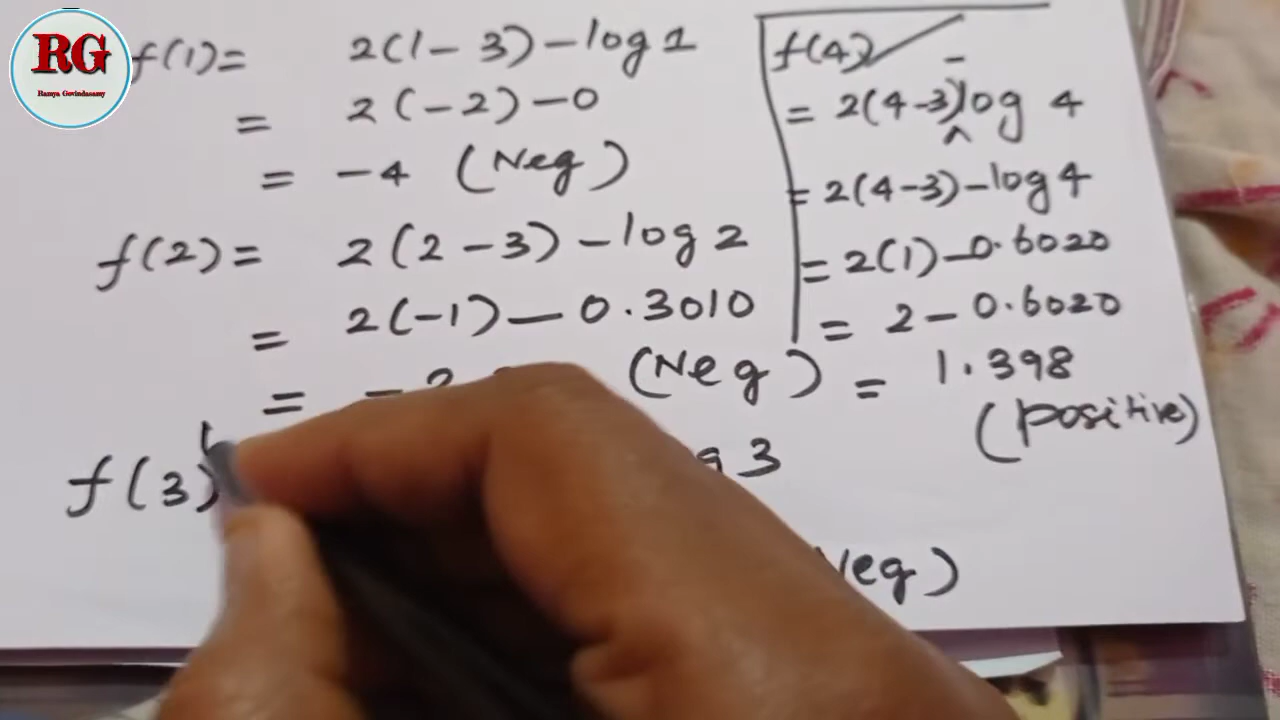 RG
Ramya Govindasamy
f(1) = 2(1 - 3) - log 1
= 2(-2) - 0
= -4 (Neg)
f(2) = 2(2 - 3) - log 2
= 2(-1) - 0.3010
= - 2 (Neg)
f(3) 3
Neg)
f(4)
= 2(4-3) - log 4
= 2(4-3) - log 4
= 2(1) - 0.6020
= 2 - 0.6020
= 1.398
(positive)